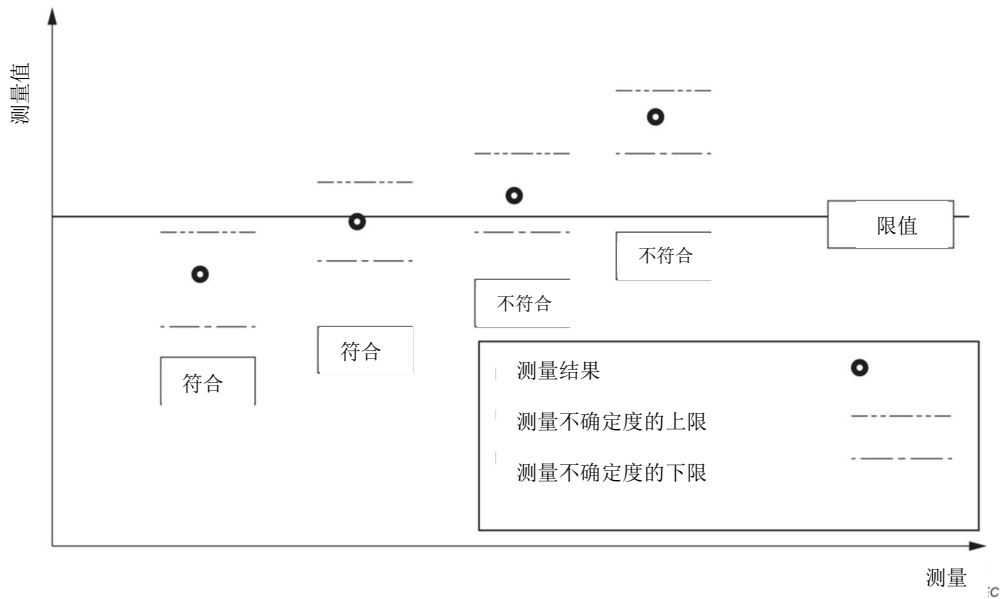 测量值
限值
不符合
不符合
符合
符合
测量结果
测量不确定度的上限
测量不确定度的下限
测量
EC